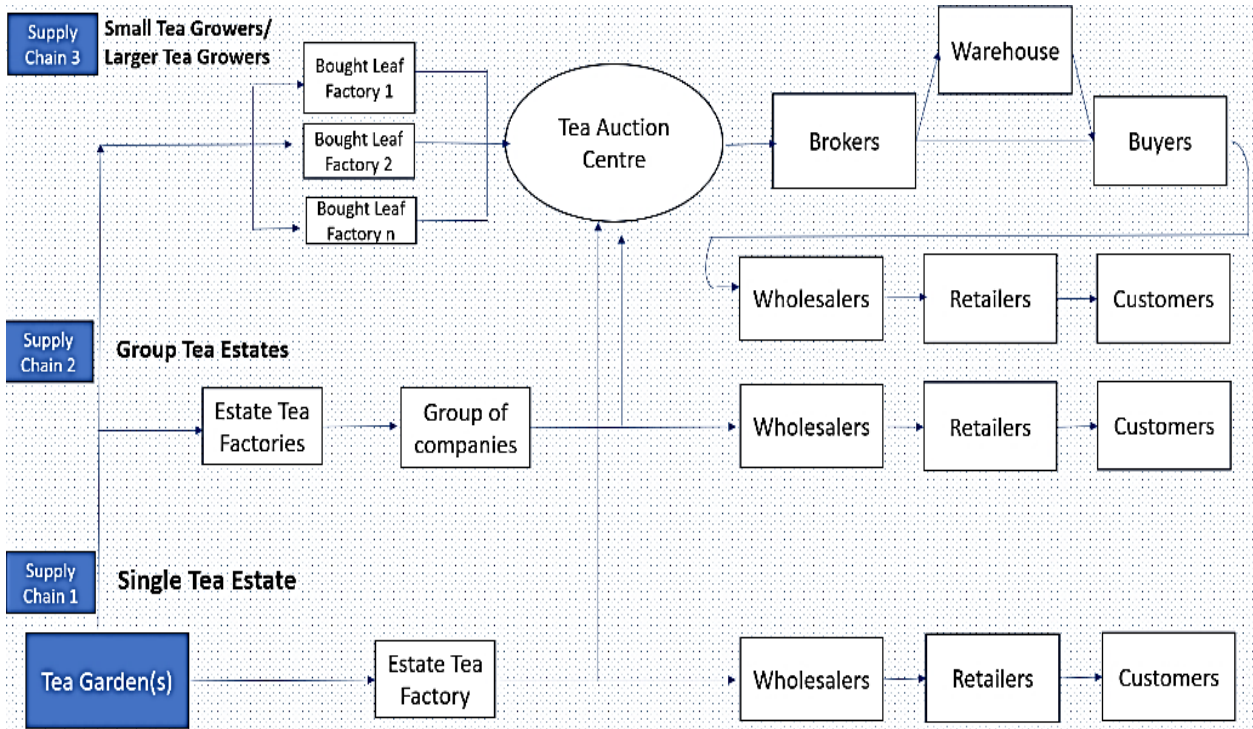 Supply
Chain 3
Small Tea Growers/
Larger Tea Growers
Bought Leaf
Factory 1
Bought Leaf
Factory 2
Bought Leaf
Factory n
Tea Auction
Centre
Brokers
Warehouse
Buyers
Wholesalers
Retailers
Customers
Supply
Chain 2
Group Tea Estates
Estate Tea
Factories
Group of
companies
Wholesalers
Retailers
Customers
Supply
Chain 1
Single Tea Estate
Tea Garden(s)
Estate Tea
Factory
Wholesalers
Retailers
Customers